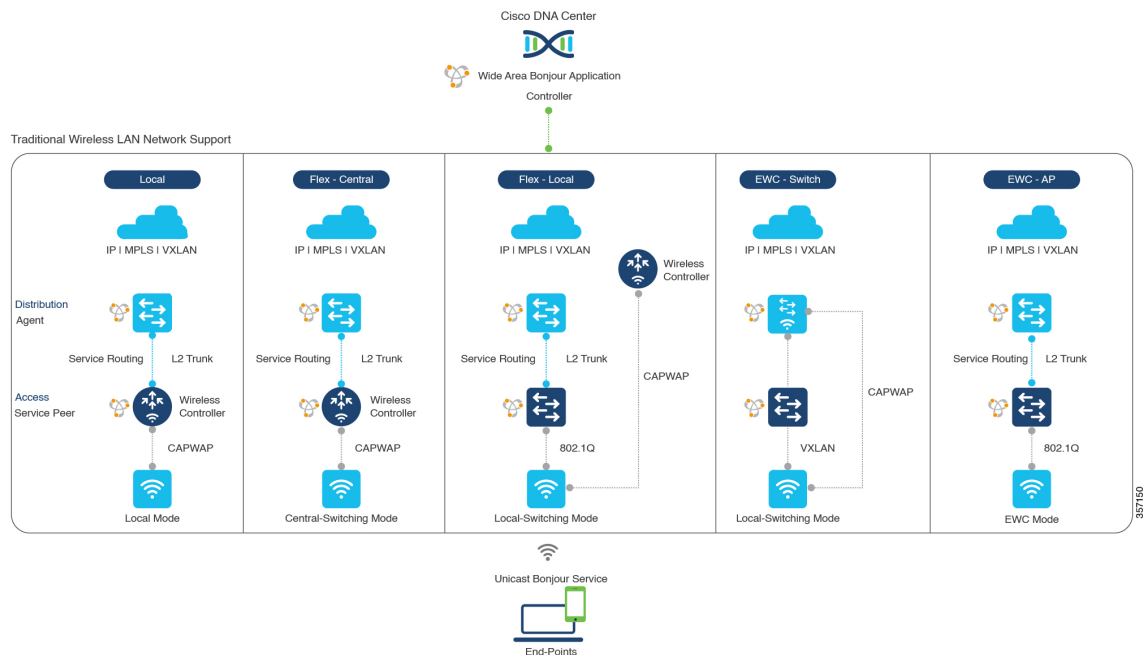 Cisco DNA Center
Wide Area Bonjour Application
Controller
Traditional Wireless LAN Network Support
Local
Flex - Central
Flex - Local
EWC - Switch
EWC - AP
IP I MPLS I VXLAN
IP I MPLS I VXLAN
IP I MPLS I VXLAN
IP I MPLS I VXLAN
IP I MPLS I VXLAN
Wireless
Controller
Distribution
Agent
Service Routing
L2 Trunk
Service Routing
L2 Trunk
Service Routing
L2 Trunk
Service Routing
L2 Trunk
CAPWAP
CAPWAP
Access
Service Peer
Wireless
Controller
Wireless
Controller
CAPWAP
CAPWAP
802.1Q
VXLAN
802.1Q
Local Mode
Central-Switching Mode
Local-Switching Mode
Local-Switching Mode
EWC Mode
357150
Unicast Bonjour Service
End-Points